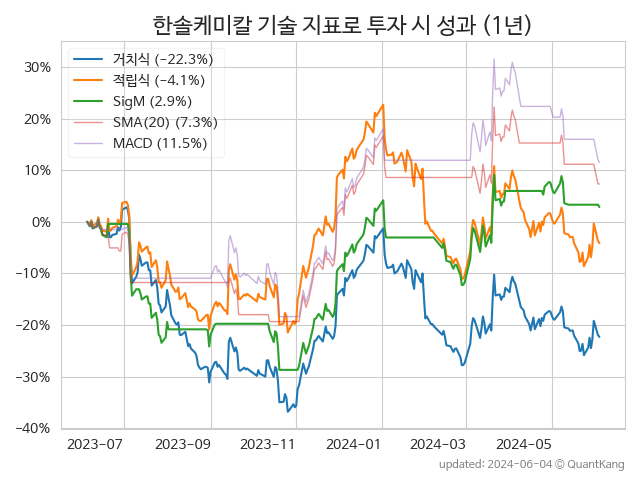 한솔케미칼 기술 지표로 투자 시 성과 (1년)
거치식 (−22.3%)
적립식 (−4.1%)
SigM (2.9%)
SMA(20) (7.3%)
MACD (11.5%)
30%
20%
10%
0%
−10%
−20%
−30%
−40%
2023-07 2023-09 2023-11 2024-01 2024-03 2024-05
updated: 2024-06-04 © QuantKang